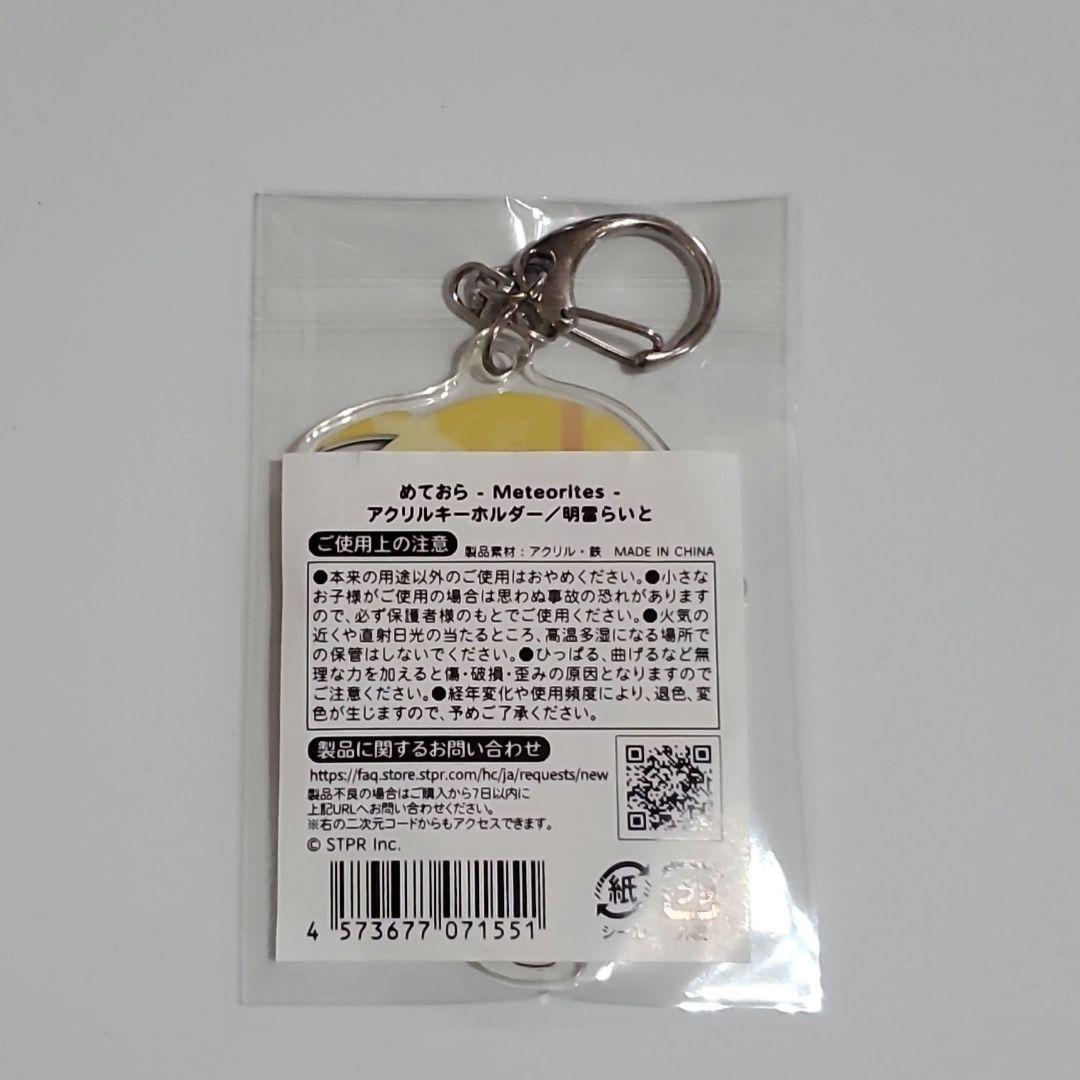 めておら - Meteorites -
アクリルキーホルダー／明雷らいと
ご使用上の注意 製品素材：アクリル・鉄 MADE IN CHINA
●本来の用途以外のご使用はおやめください。●小さな
お子様がご使用の場合は思わぬ事故の恐れがあります
ので、必ず保護者様のもとでご使用ください。●火気の
近くや直射日光の当たるところ、高温多湿になる場所で
の保管はしないでください。●ひっぱる、曲げるなど無
理な力を加えると傷・破損・歪みの原因となりますので
ご注意ください。●経年変化や使用頻度により、退色、変
色が生じますので、予めご了承ください。
製品に関するお問い合わせ
https://faq.store.stpr.com/hc/ja/requests/new
製品不良の場合はご購入から7日以内に
上記URLへお問い合わせください。
※右の二次元コードからもアクセスできます。
© STPR Inc.
4 573677 071551
紙
シール
プラ